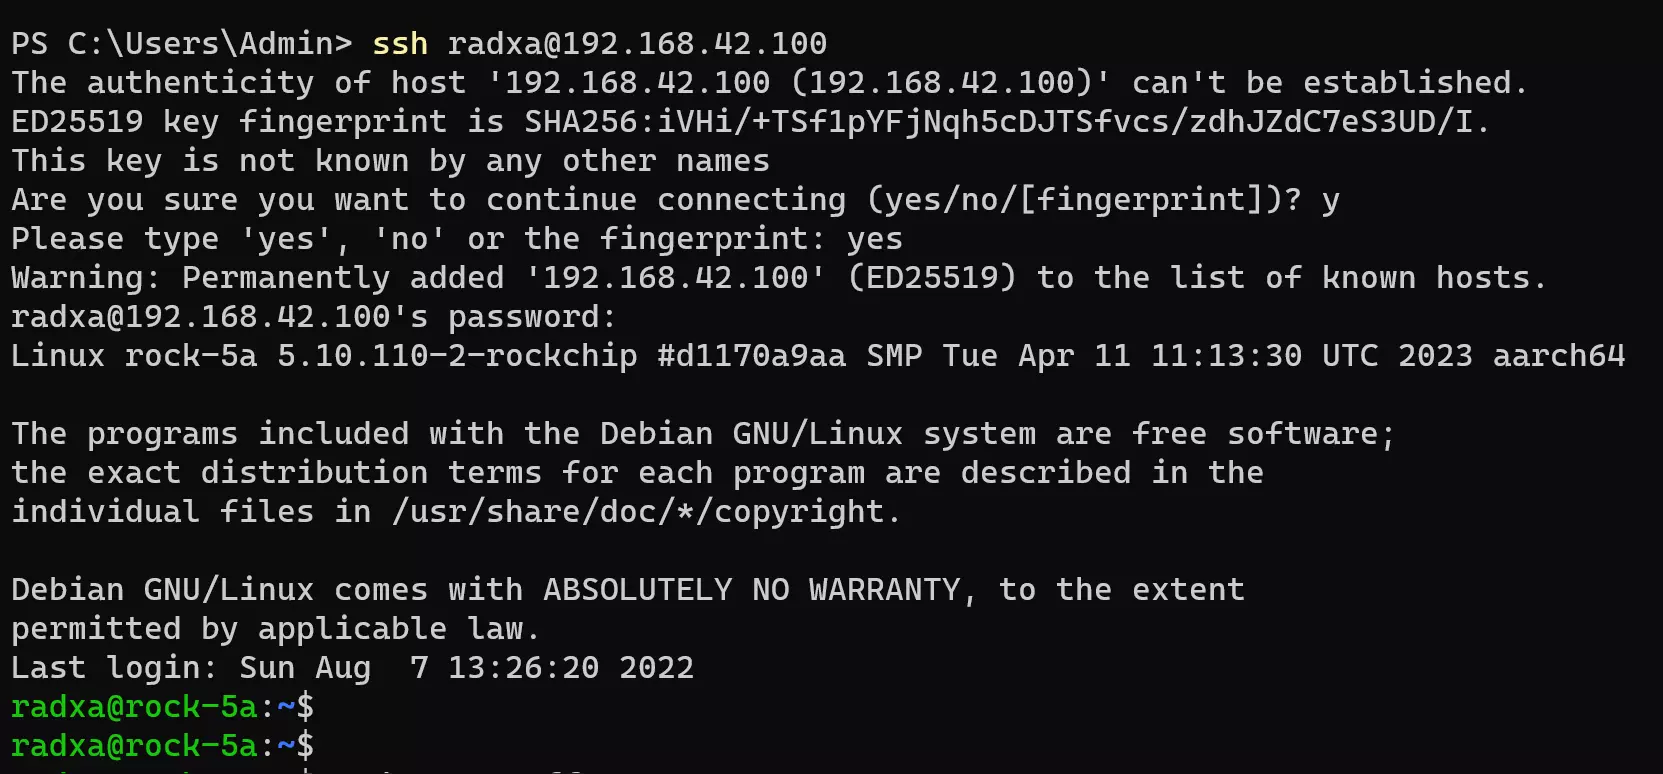 PS C:\Users\Admin> ssh radxa@192.168.42.100
The authenticity of host '192.168.42.100 (192.168.42.100)' can't be established.
ED25519 key fingerprint is SHA256:iVHi/+TSf1pYFjNqh5cDJTSfvcs/zdhJZdC7eS3UD/I.
This key is not known by any other names
Are you sure you want to continue connecting (yes/no/[fingerprint])? y
Please type 'yes', 'no' or the fingerprint: yes
Warning: Permanently added '192.168.42.100' (ED25519) to the list of known hosts.
radxa@192.168.42.100's password:
Linux rock-5a 5.10.110-2-rockchip #d1170a9aa SMP Tue Apr 11 11:13:30 UTC 2023 aarch64
The programs included with the Debian GNU/Linux system are free software;
the exact distribution terms for each program are described in the
individual files in /usr/share/doc/*/copyright.
Debian GNU/Linux comes with ABSOLUTELY NO WARRANTY, to the extent
permitted by applicable law.
Last login: Sun Aug  7 13:26:20 2022
radxa@rock-5a:~$
radxa@rock-5a:~$